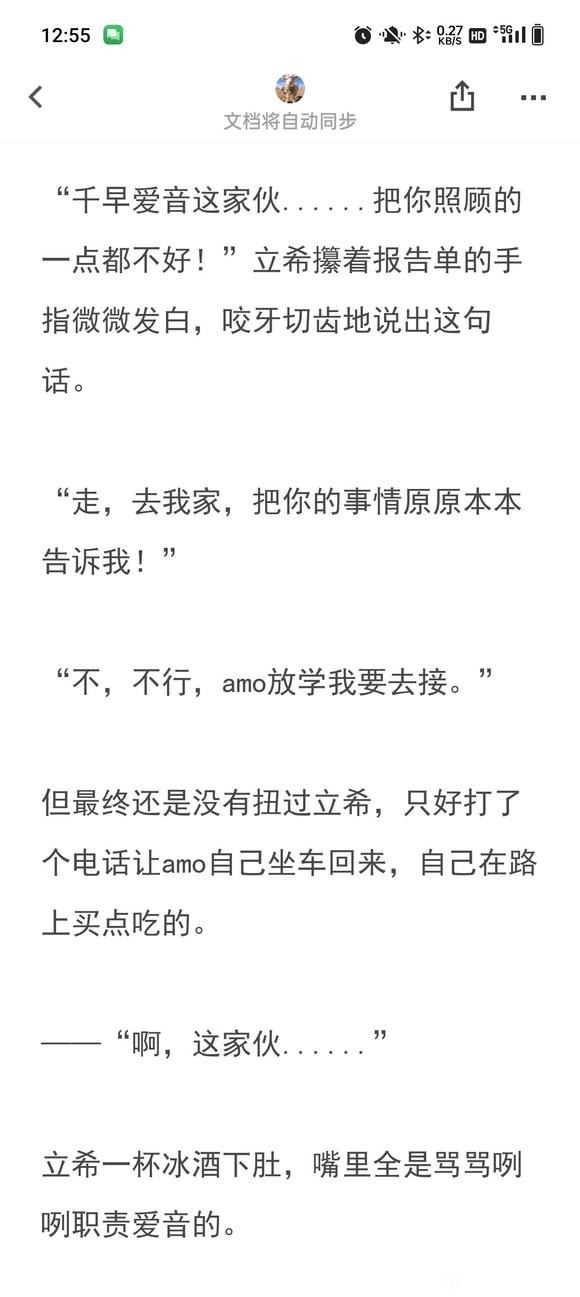 12:55
0.27
KB/S
HD
5G
文档将自动同步
“千早爱音这家伙......把你照顾的
一点都不好！”立希攥着报告单的手
指微微发白，咬牙切齿地说出这句
话。
“走，去我家，把你的事情原原本本
告诉我！”
“不，不行，amo放学我要去接。”
但最终还是没有扭过立希，只好打了
个电话让amo自己坐车回来，自己在路
上买点吃的。
——“啊，这家伙......”
立希一杯冰酒下肚，嘴里全是骂骂咧
咧职责爱音的。